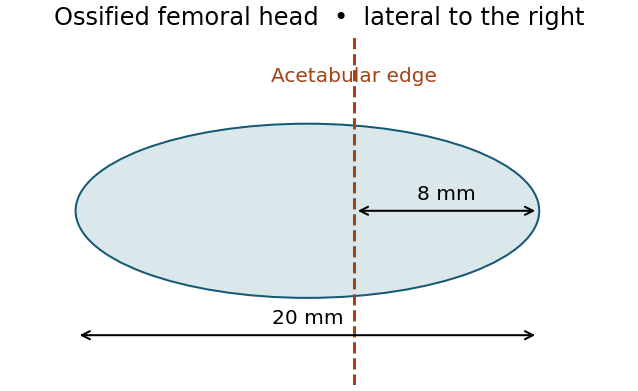 Ossified femoral head • lateral to the right
Acetabular edge
8 mm
20 mm